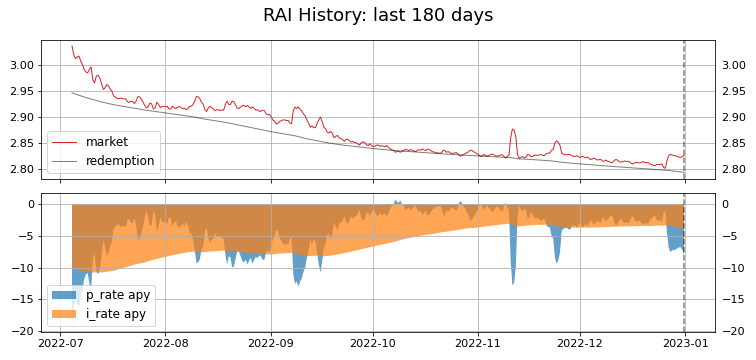 RAI History: last 180 days
3.00 3.00
2.95 2.95
2.90 2.90
2.85 2.85
2.80 2.80
market
redemption
0 0
−5 −5
−10 −10
−15 −15
−20 −20
p_rate apy
i_rate apy
2022-07 2022-08 2022-09 2022-10 2022-11 2022-12 2023-01